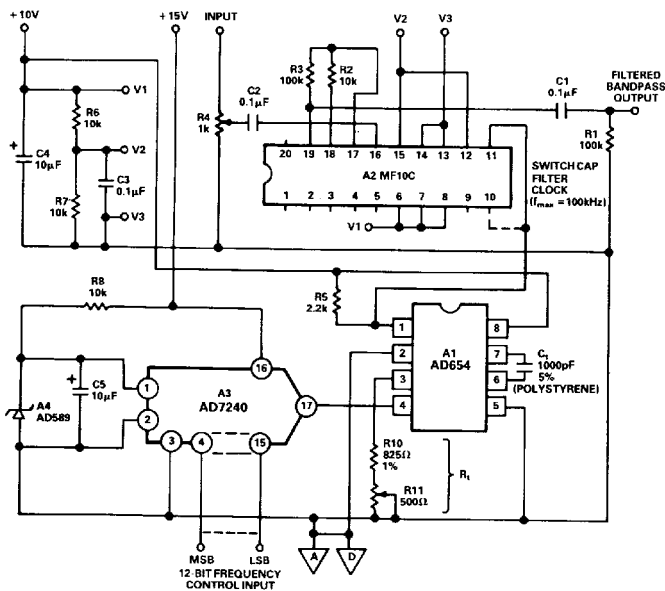 +10V
+15V
INPUT
V2
V3
R3
100k
R2
10k
C2
0.1μF
C1
0.1μF
FILTERED
BANDPASS
OUTPUT
V1
R6
10k
R4
1k
R1
100k
20 19 18 17 16 15 14 13 12 11
A2 MF10C
1 2 3 4 5 6 7 8 9 10
SWITCH CAP
FILTER
CLOCK
(fmax = 100kHz)
+
C4
10μF
V2
C3
0.1μF
R7
10k
V3
V1
R8
10k
R5
2.2k
1
8
2
A1
AD654
7
Ct
1000pF
5%
(POLYSTYRENE)
3
6
4
5
A4
AD589
+
C5
10μF
1
2
A3
AD7240
16
17
3
4
15
R10
825Ω
1%
Rt
R11
500Ω
MSB
LSB
12-BIT FREQUENCY
CONTROL INPUT
A
D